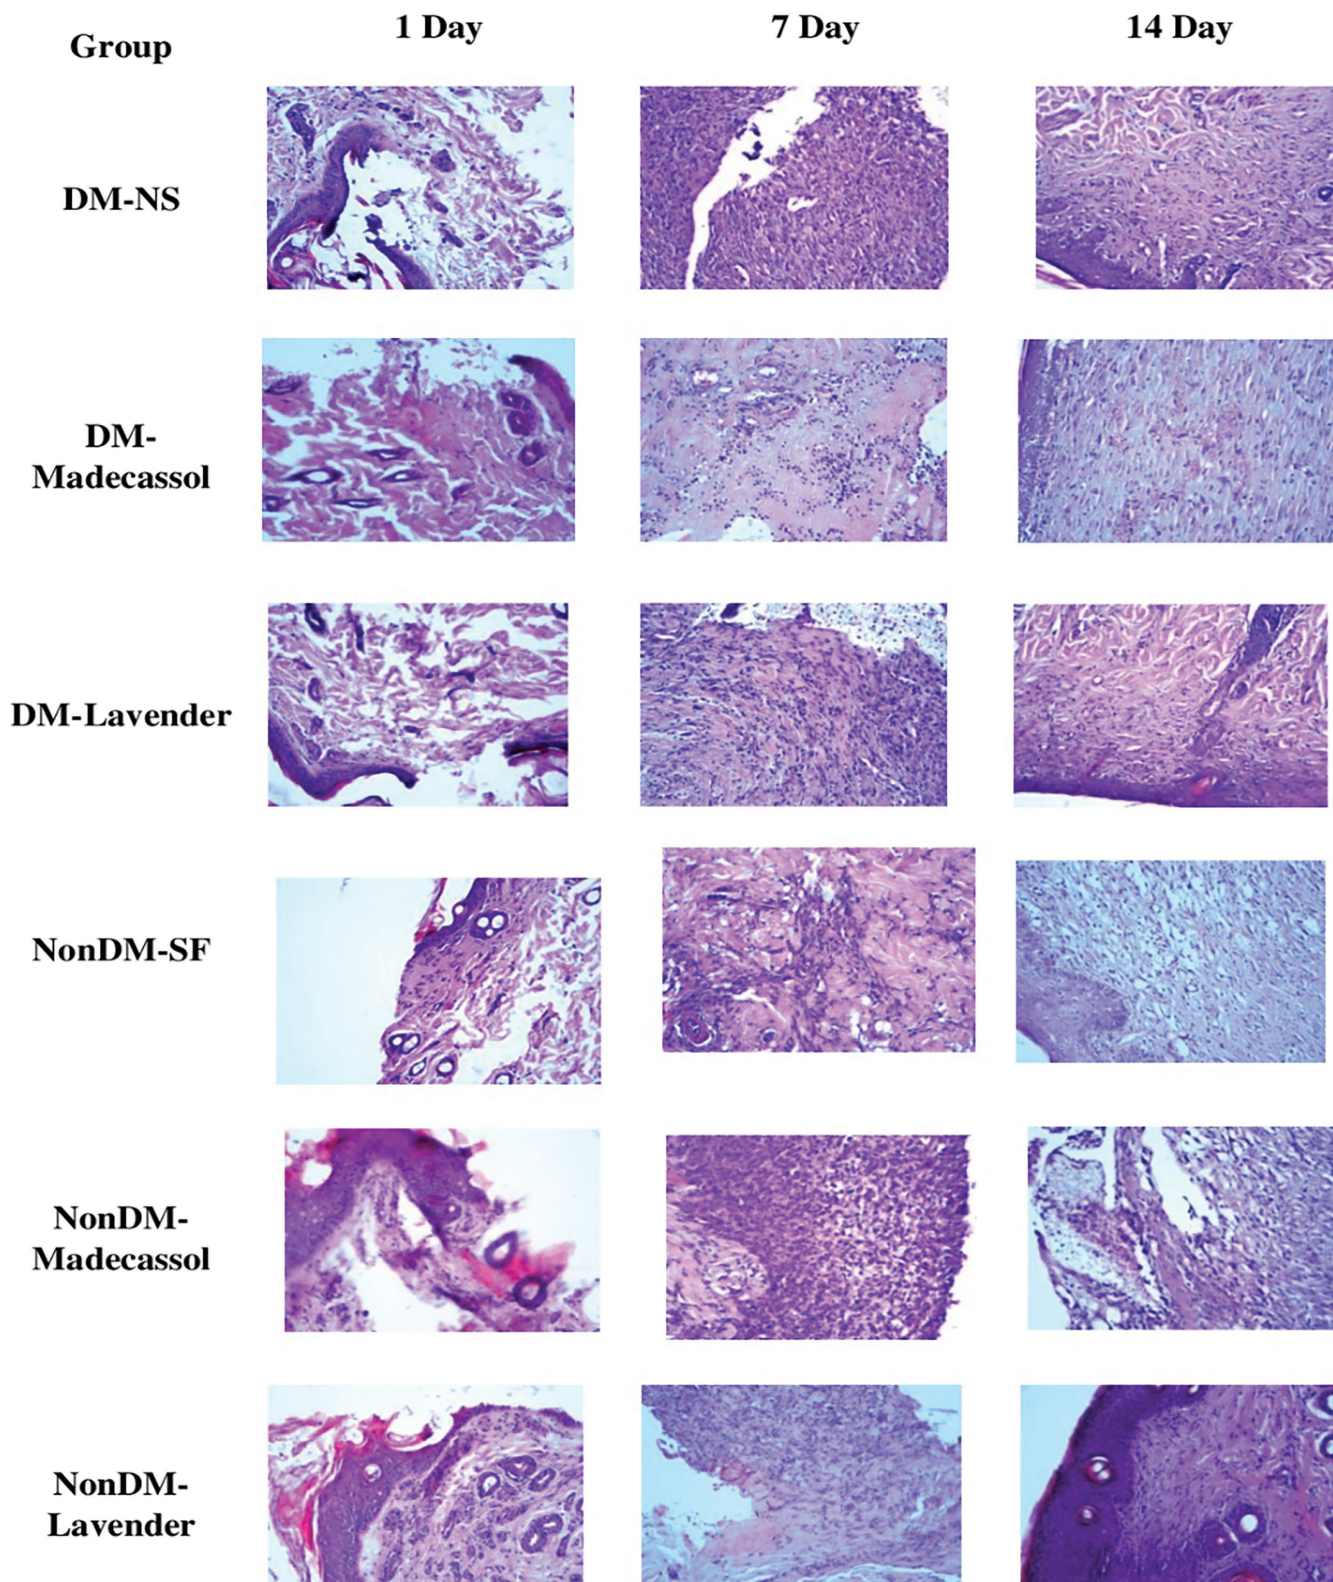 Group
1 Day
7 Day
14 Day
DM-NS
DM-
Madecassol
DM-Lavender
NonDM-SF
NonDM-
Madecassol
NonDM-
Lavender